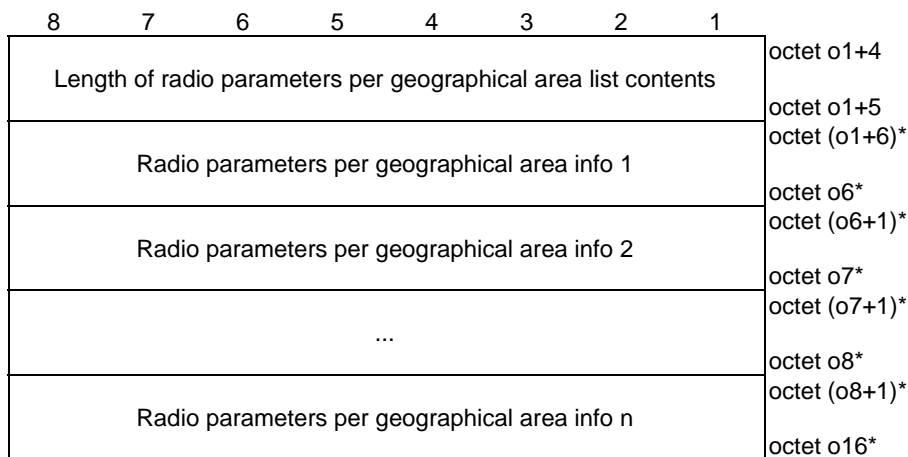 8 7 6 5 4 3 2 1
octet o1+4
Length of radio parameters per geographical area list contents
octet o1+5
octet (o1+6)*
Radio parameters per geographical area info 1
octet o6*
octet (o6+1)*
Radio parameters per geographical area info 2
octet o7*
octet (o7+1)*
...
octet o8*
octet (o8+1)*
Radio parameters per geographical area info n
octet o16*